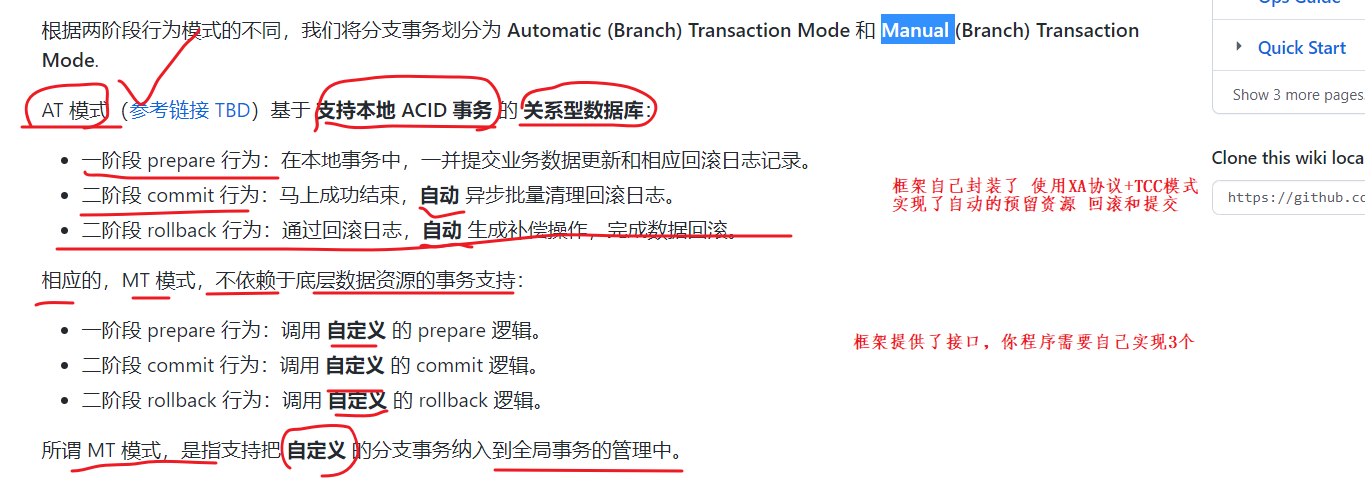 根据两阶段行为模式的不同，我们将分支事务划分为 Automatic (Branch) Transaction Mode 和 Manual (Branch) Transaction
Mode.
AT 模式（参考链接 TBD）基于 支持本地 ACID 事务 的 关系型数据库：
一阶段 prepare 行为：在本地事务中，一并提交业务数据更新和相应回滚日志记录。
二阶段 commit 行为：马上成功结束，自动 异步批量清理回滚日志。
二阶段 rollback 行为：通过回滚日志，自动 生成补偿操作，完成数据回滚。
框架自己封装了 使用XA协议+TCC模式
实现了自动的预留资源 回滚和提交
相应的，MT 模式，不依赖于底层数据资源的事务支持：
一阶段 prepare 行为：调用 自定义 的 prepare 逻辑。
二阶段 commit 行为：调用 自定义 的 commit 逻辑。
二阶段 rollback 行为：调用 自定义 的 rollback 逻辑。
框架提供了接口，你程序需要自己实现3个
所谓 MT 模式，是指支持把 自定义 的分支事务纳入到全局事务的管理中。
Quick Start
Show 3 more pages
Clone this wiki loca
https://github.co